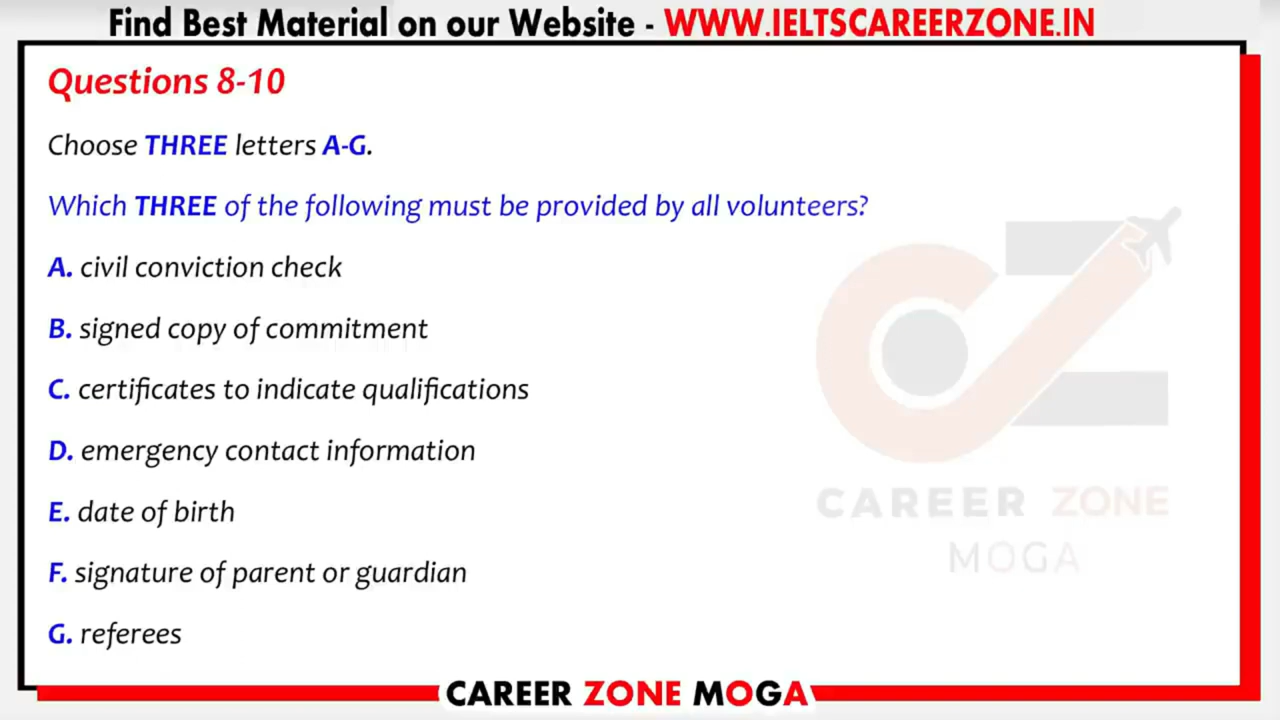 Find Best Material on our Website - WWW.IELTSCAREERZONE.IN
Questions 8-10
Choose THREE letters A-G.
Which THREE of the following must be provided by all volunteers?
A. civil conviction check
B. signed copy of commitment
C. certificates to indicate qualifications
D. emergency contact information
E. date of birth
F. signature of parent or guardian
G. referees
CAREER ZONE
MOGA
CAREER ZONE MOGA